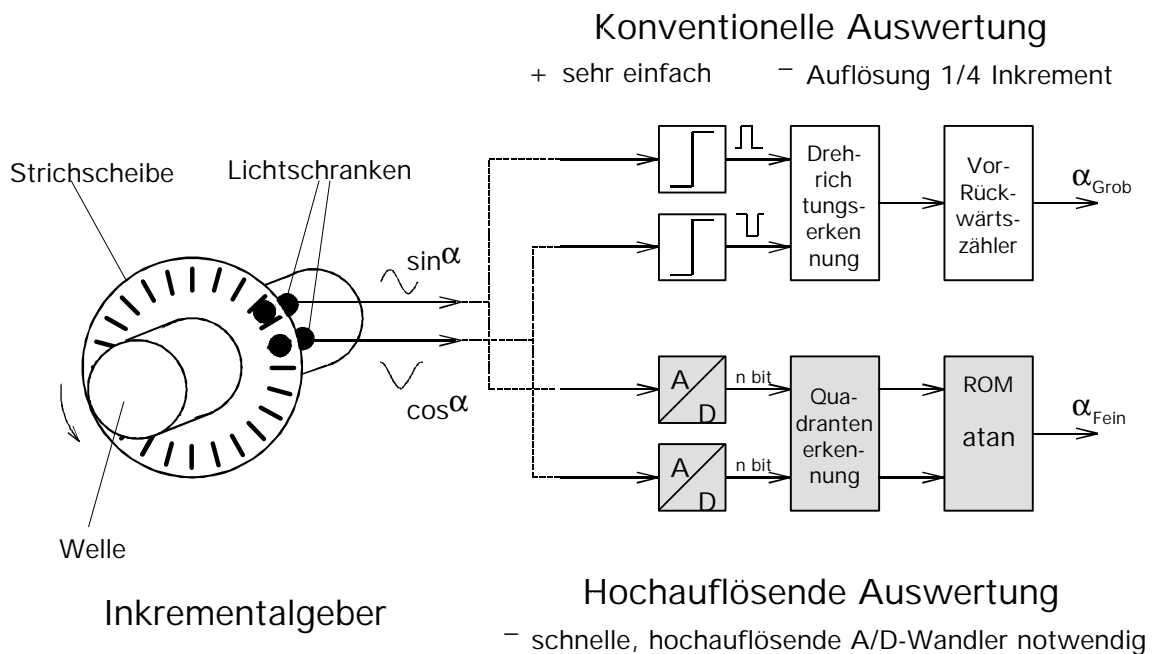 Konventionelle Auswertung
+ sehr einfach
− Auflösung 1/4 Inkrement
Strichscheibe
Lichtschranken
Dreh-
rich
tungs-
erken
nung
Vor-
Rück-
wärts-
zähler
αGrob
sinα
cosα
A
D
n bit
A
D
n bit
Qua-
dranten
erken-
nung
ROM
atan
αFein
Welle
Inkrementalgeber
Hochauflösende Auswertung
− schnelle, hochauflösende A/D-Wandler notwendig